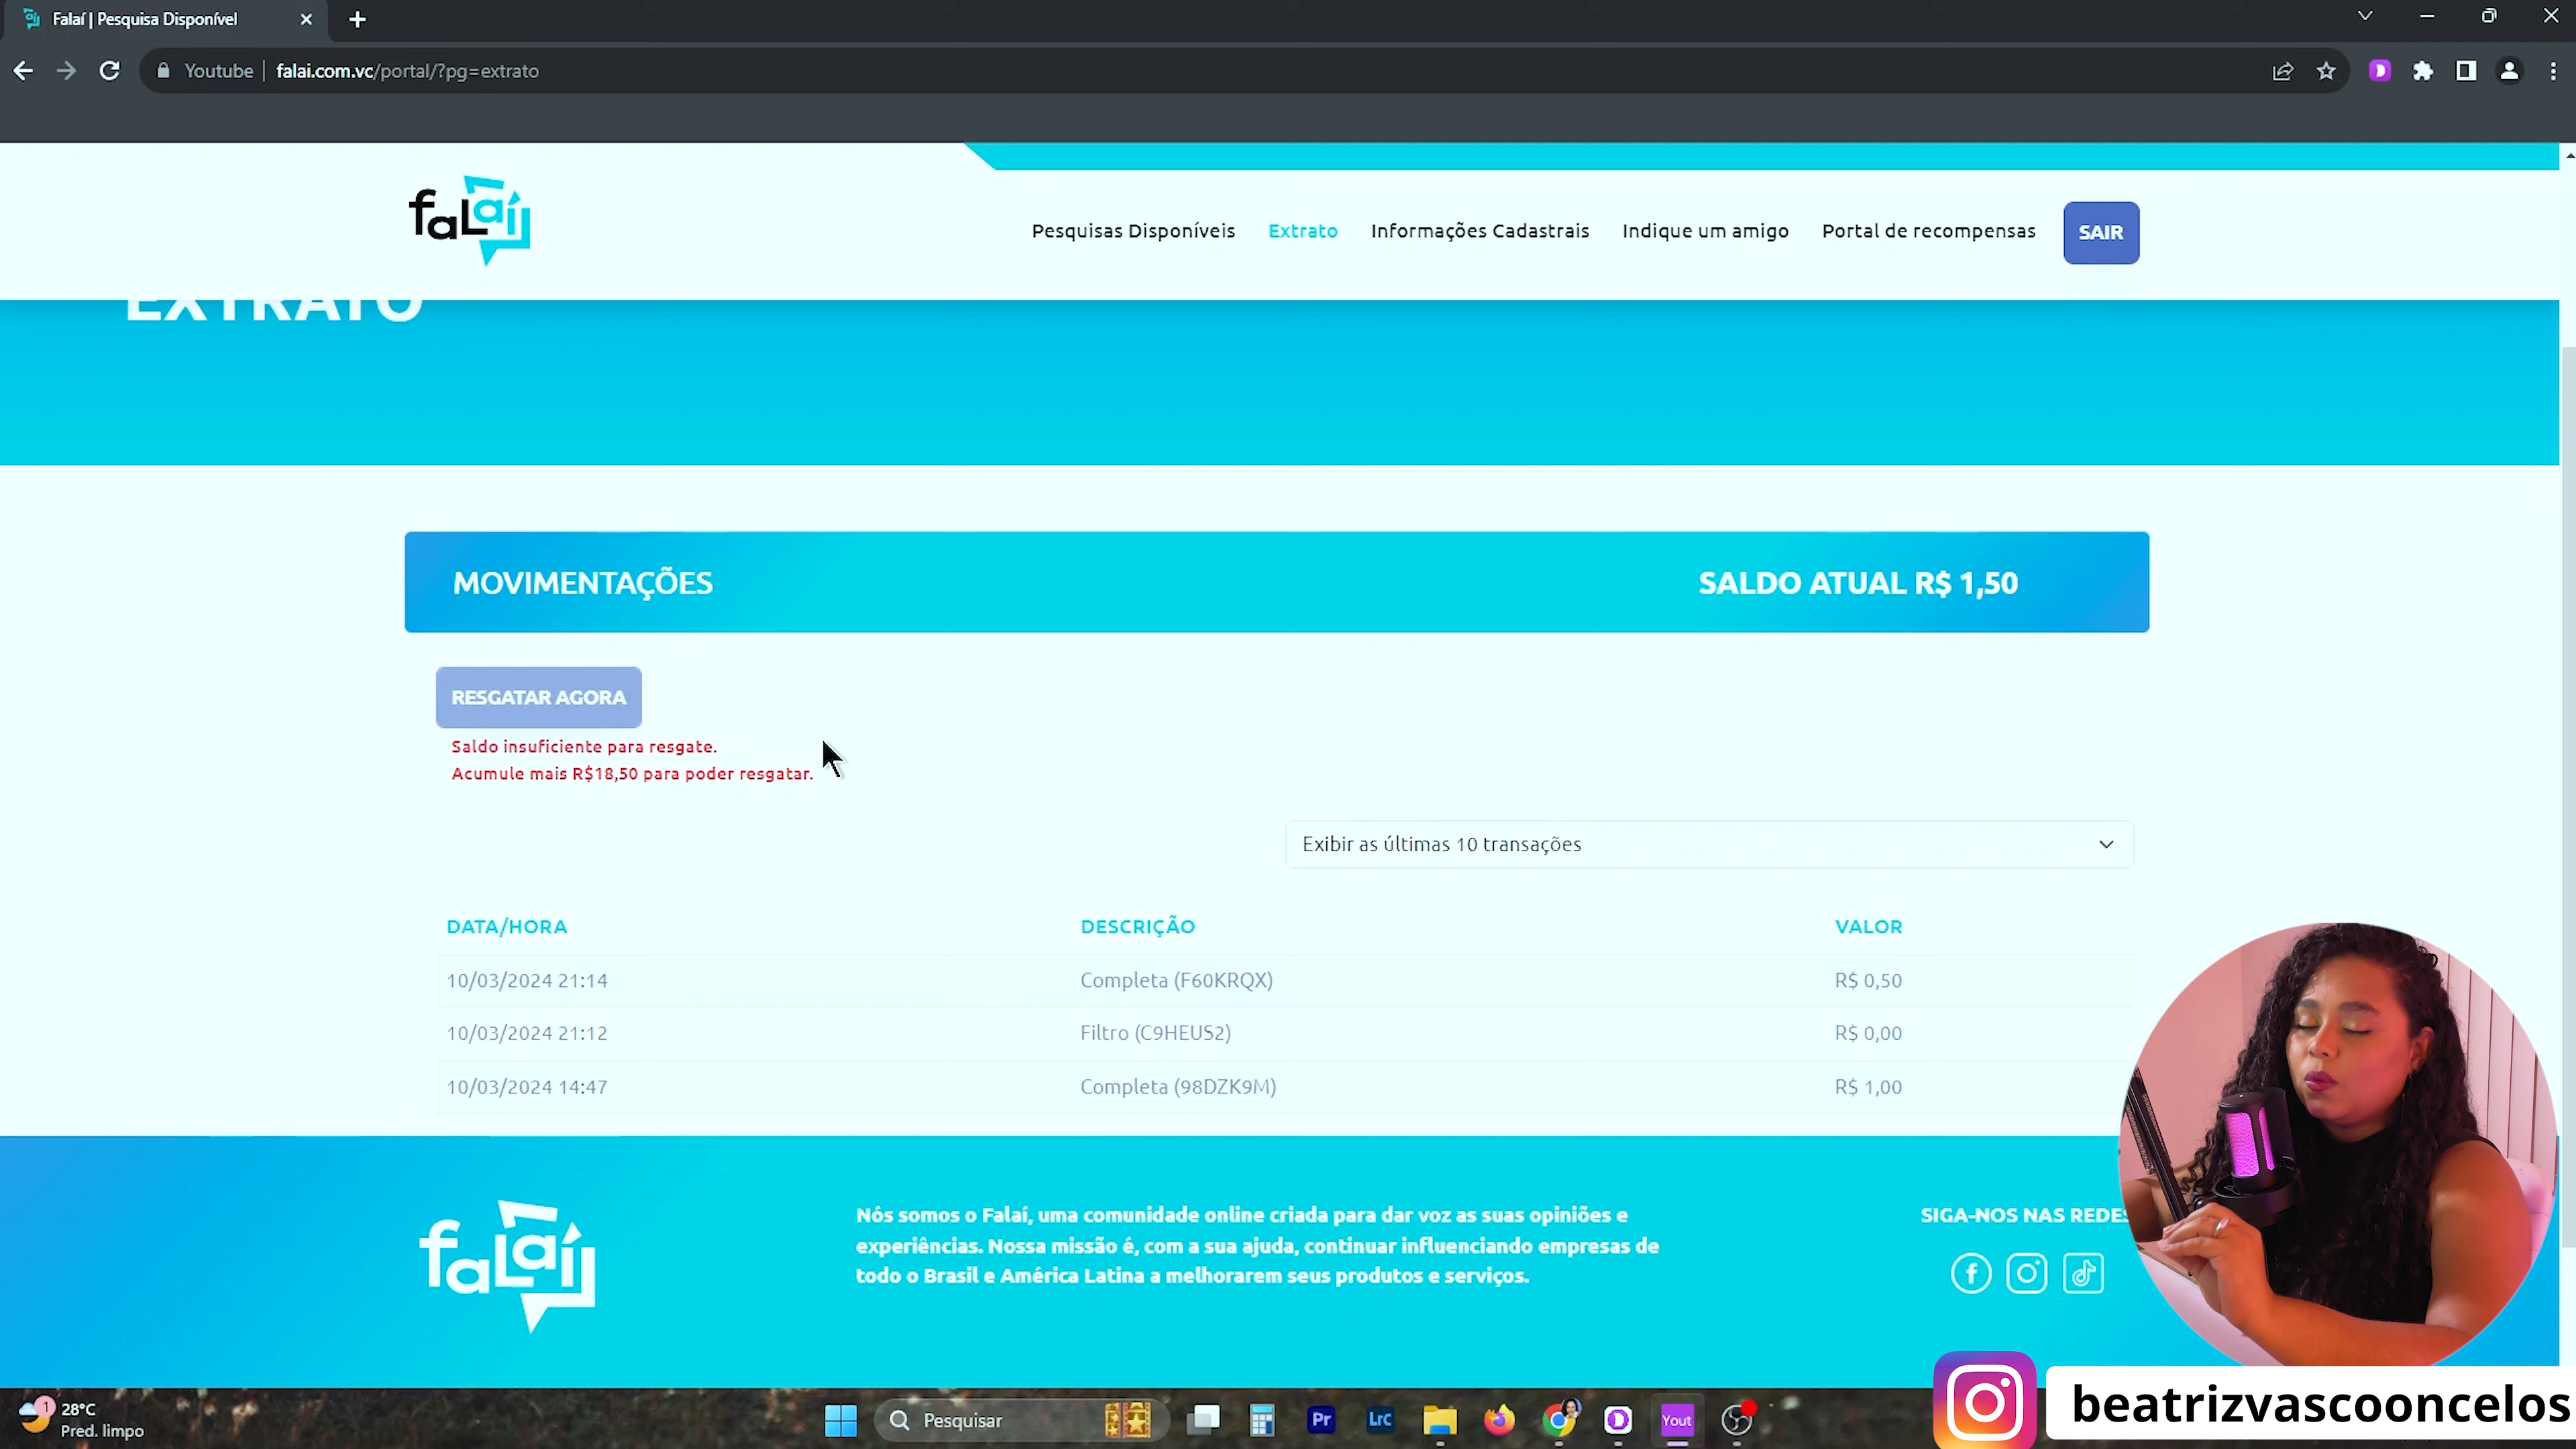 Falaí | Pesquisa Disponível
Youtube | falai.com.vc/portal/?pg=extrato
falaí
Pesquisas Disponíveis Extrato Informações Cadastrais Indique um amigo Portal de recompensas SAIR
EXTRATO
MOVIMENTAÇÕES SALDO ATUAL R$ 1,50
RESGATAR AGORA
Saldo insuficiente para resgate.
Acumule mais R$18,50 para poder resgatar.
Exibir as últimas 10 transações
DATA/HORA DESCRIÇÃO VALOR
10/03/2024 21:14 Completa (F60KRQX) R$ 0,50
10/03/2024 21:12 Filtro (C9HEUS2) R$ 0,00
10/03/2024 14:47 Completa (98DZK9M) R$ 1,00
falaí
Nós somos o Falaí, uma comunidade online criada para dar voz as suas opiniões e
experiências. Nossa missão é, com a sua ajuda, continuar influenciando empresas de
todo o Brasil e América Latina a melhorarem seus produtos e serviços.
SIGA-NOS NAS REDES
beatrizvascooncelos
1
28°C
Pred. limpo
Pesquisar
Pr
Lrc
Yout